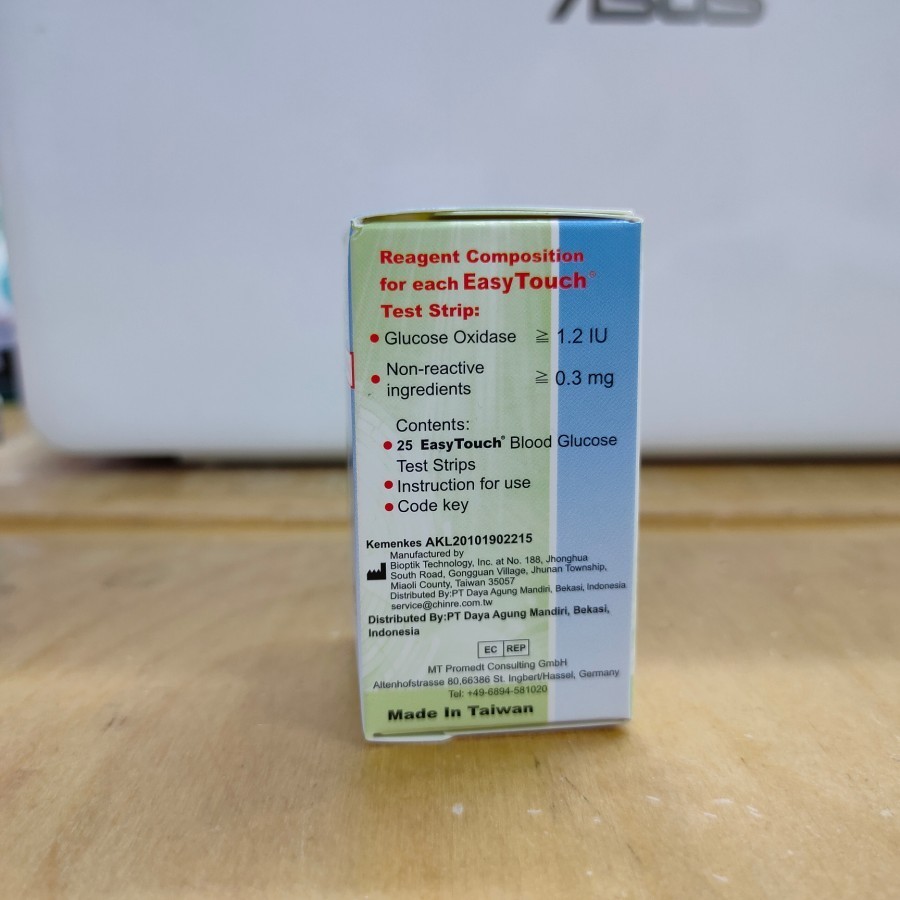 ASUS
Reagent Composition
for each EasyTouch®
Test Strip:
• Glucose Oxidase ≧ 1.2 IU
• Non-reactive
ingredients ≧ 0.3 mg
Contents:
• 25 EasyTouch® Blood Glucose
Test Strips
• Instruction for use
• Code key
Kemenkes AKL20101902215
Manufactured by
Bioptik Technology, Inc. at No. 188, Jhonghua
South Road, Gongguan Village, Jhunan Township,
Miaoli County, Taiwan 35057
Distributed By:PT Daya Agung Mandiri, Bekasi, Indonesia
service@chinre.com.tw
Distributed By:PT Daya Agung Mandiri, Bekasi,
Indonesia
EC REP
MT Promedt Consulting GmbH
Altenhofstrasse 80,66386 St. Ingbert/Hassel, Germany
Tel: +49-6894-581020
Made In Taiwan